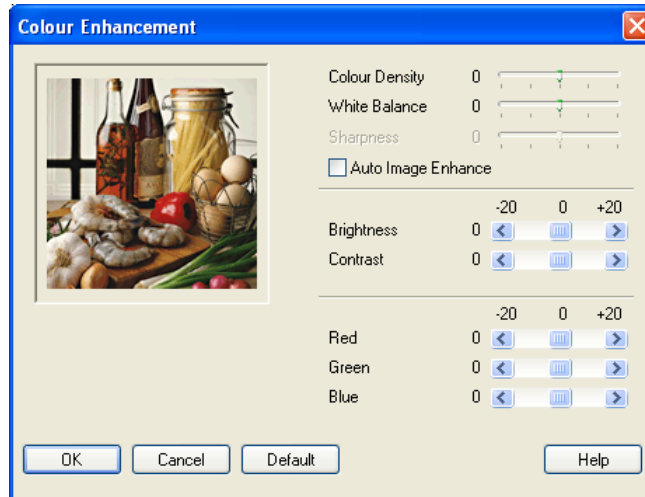 Colour Enhancement
Colour Density 0
White Balance 0
Sharpness 0
Auto Image Enhance
-20 0 +20
Brightness 0
Contrast 0
-20 0 +20
Red 0
Green 0
Blue 0
OK Cancel Default Help